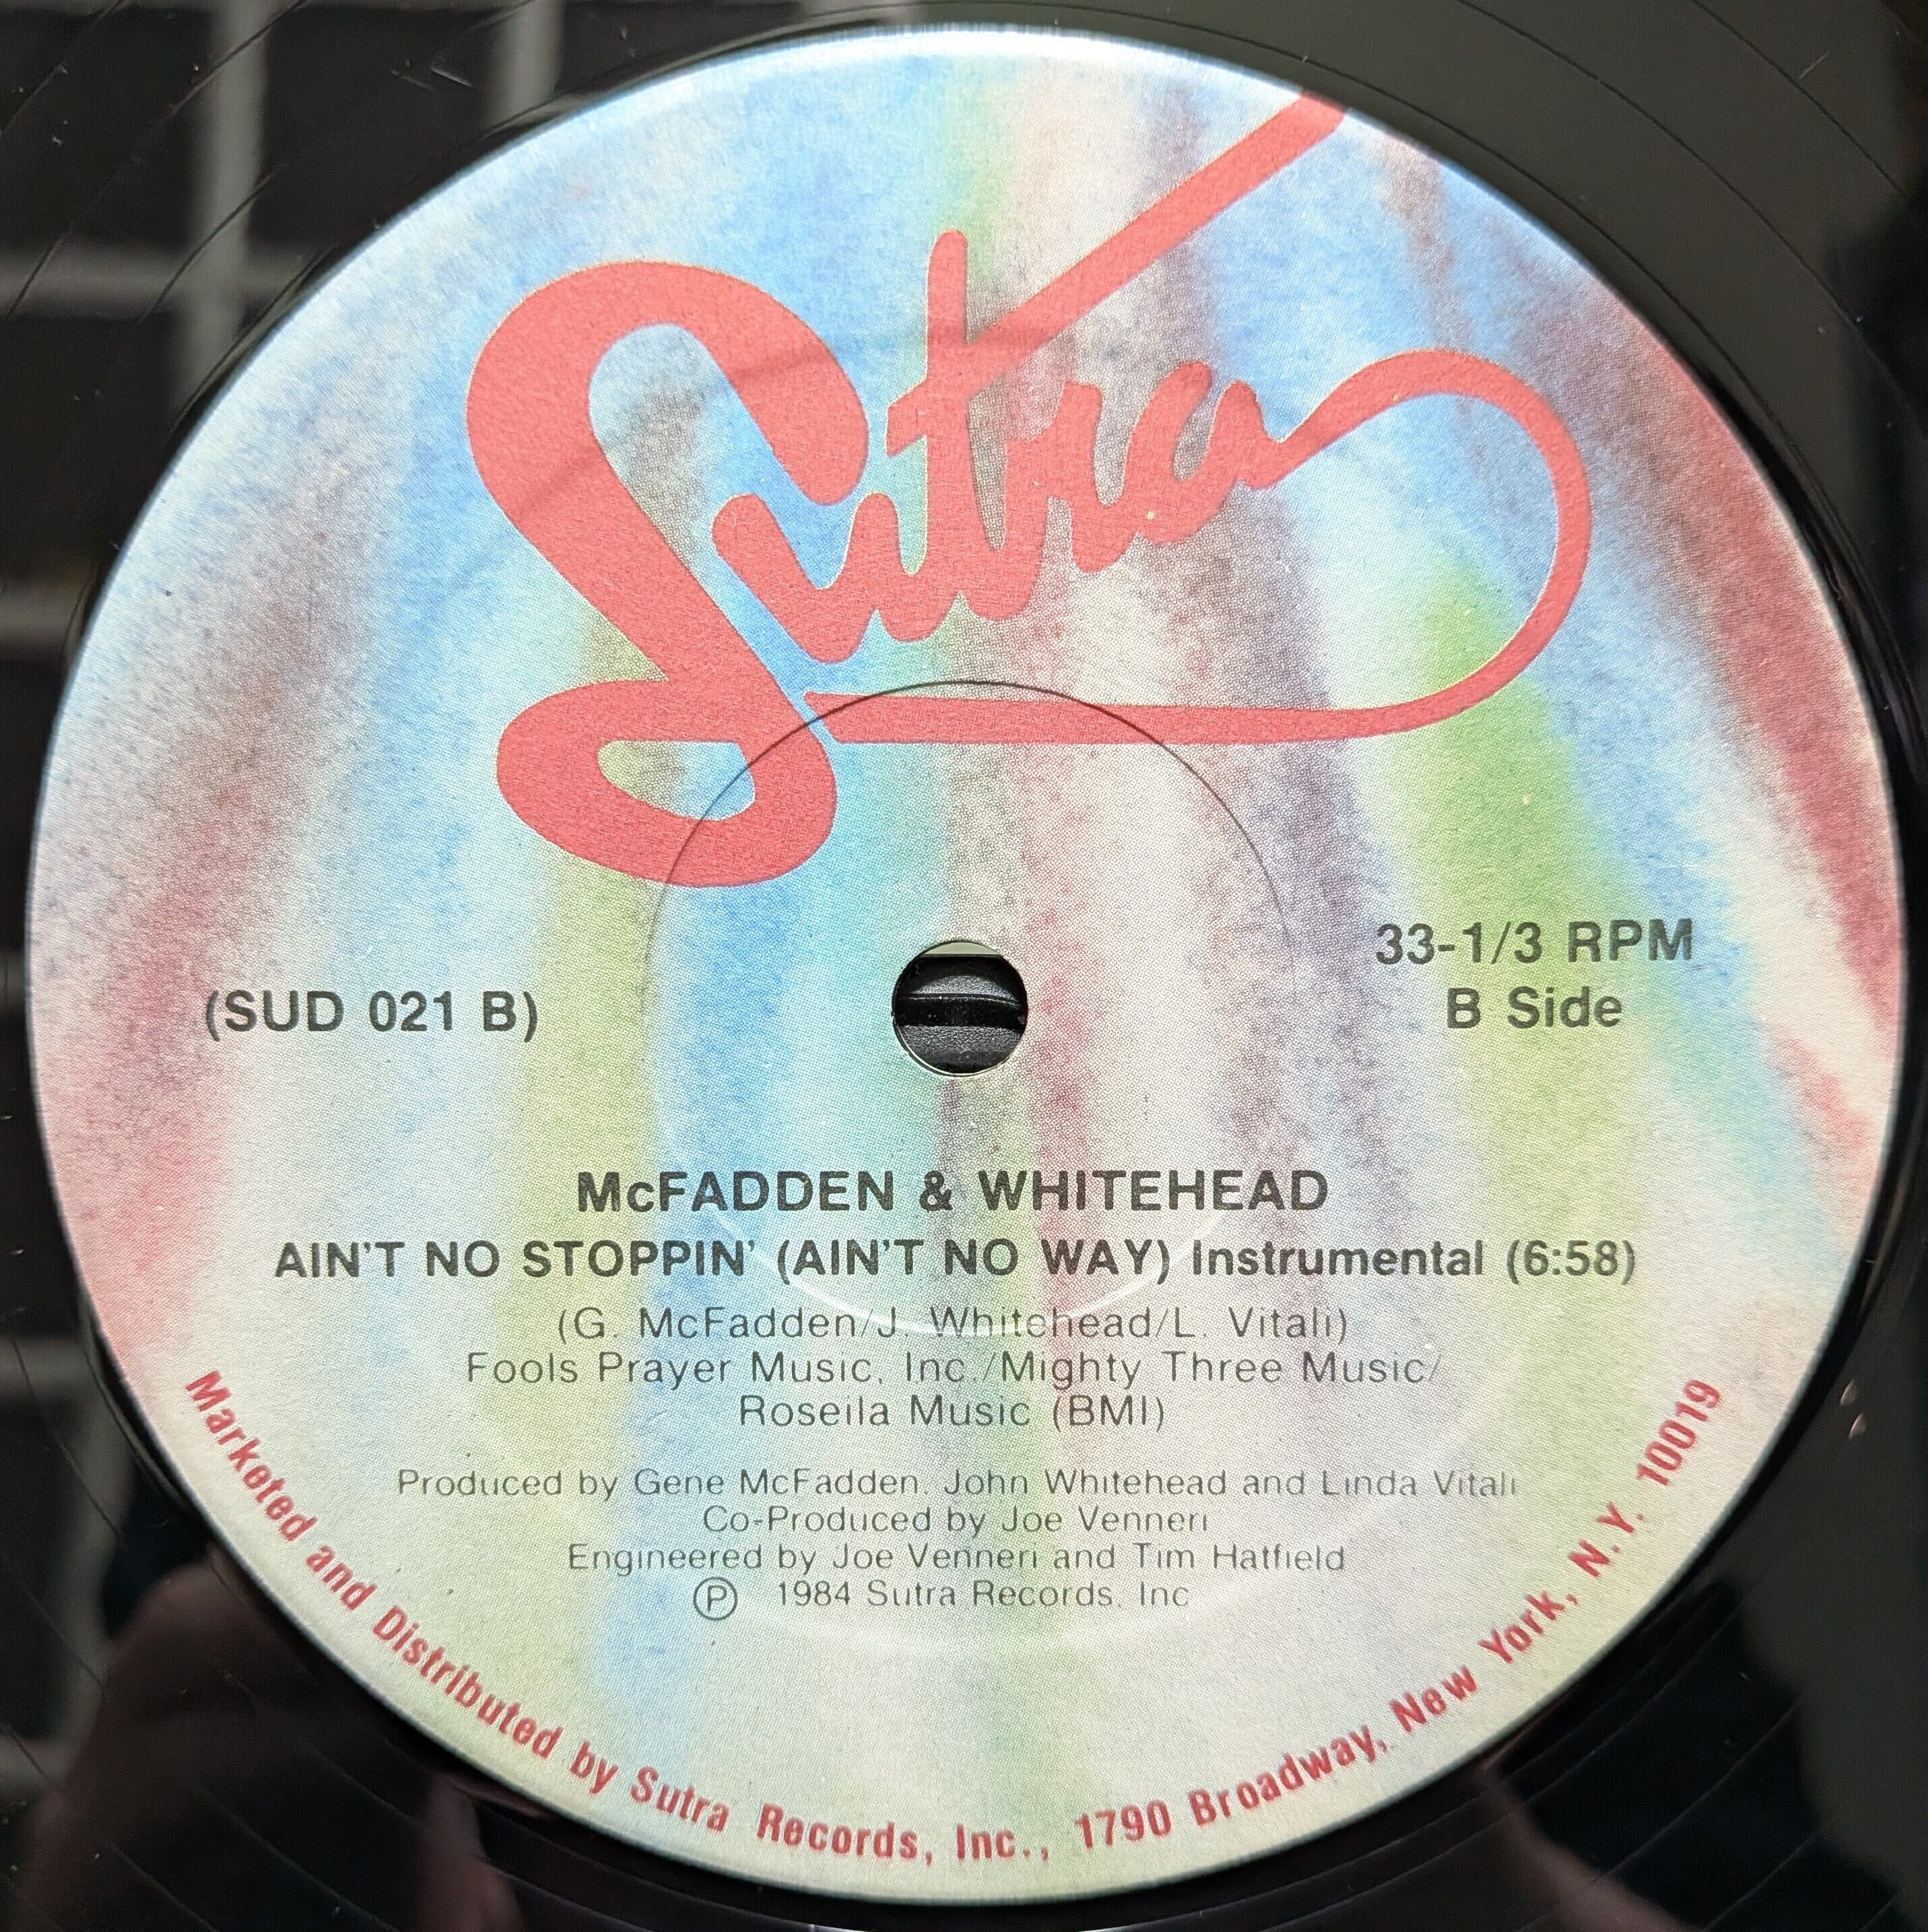 Sutra
33-1/3 RPM
(SUD 021 B)
B Side
McFADDEN & WHITEHEAD
AIN'T NO STOPPIN' (AIN'T NO WAY) Instrumental (6:58)
(G. McFadden/J. Whitehead/L. Vitali)
Fools Prayer Music, Inc./Mighty Three Music/
Roseila Music (BMI)
Produced by Gene McFadden, John Whitehead and Linda Vitali
Co-Produced by Joe Venneri
Engineered by Joe Venneri and Tim Hatfield
Ⓟ 1984 Sutra Records, Inc
Marketed and Distributed by Sutra Records, Inc., 1790 Broadway, New York, N.Y. 10019